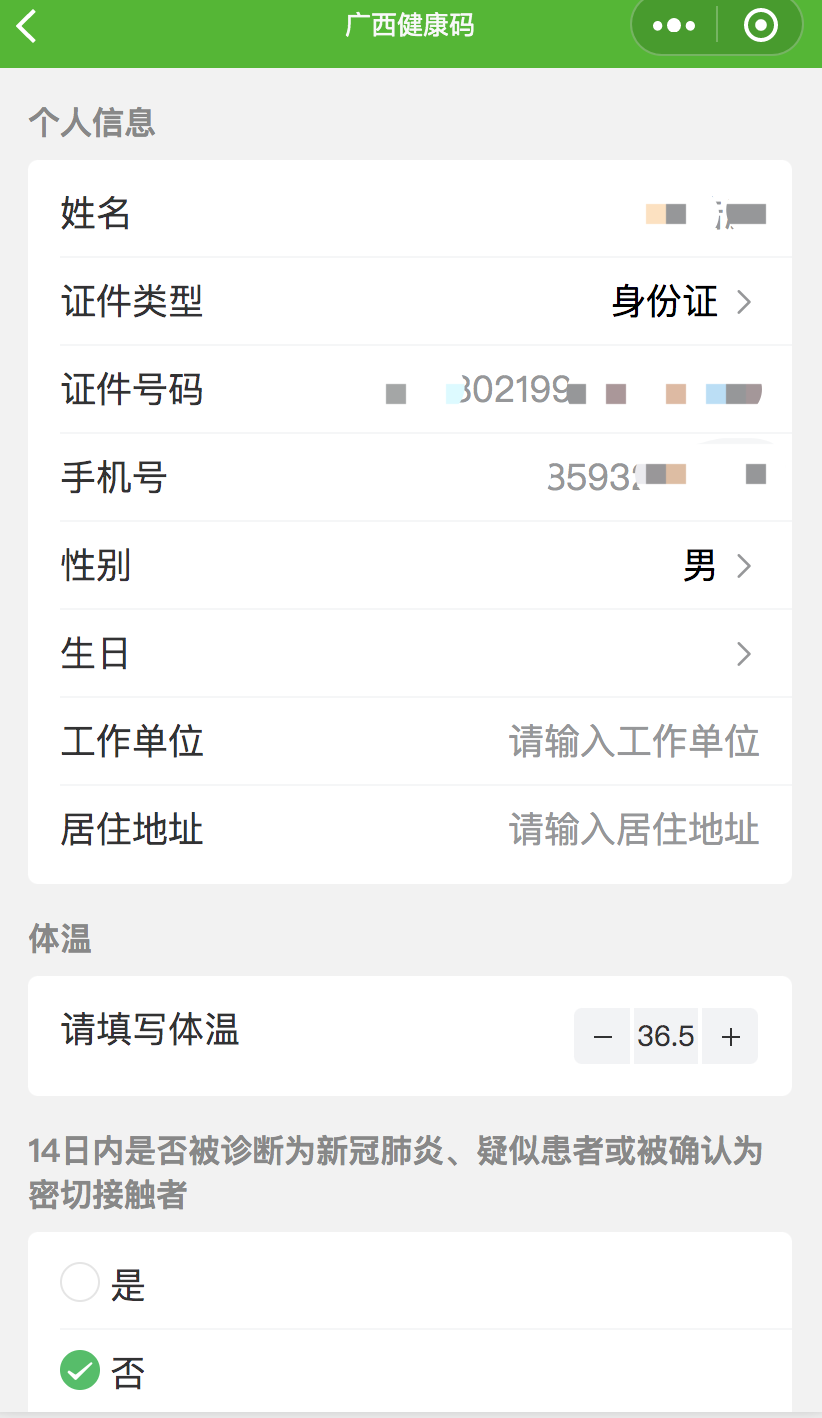 广西健康码
个人信息
姓名
证件类型 身份证
证件号码 302199
手机号 35932
性别 男
生日
工作单位 请输入工作单位
居住地址 请输入居住地址
体温
请填写体温 − 36.5 +
14日内是否被诊断为新冠肺炎、疑似患者或被确认为
密切接触者
是
否